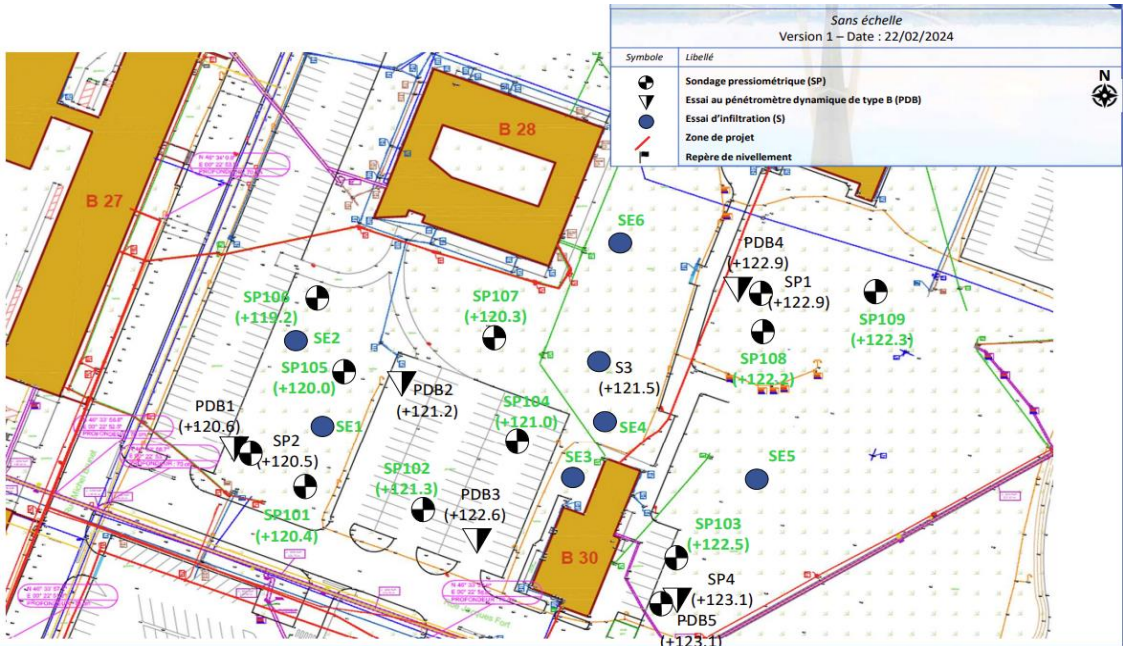 Sans échelle
Version 1 – Date : 22/02/2024
Symbole Libellé
Sondage pressiométrique (SP)
Essai au pénétromètre dynamique de type B (PDB)
Essai d'infiltration (S)
Zone de projet
Repère de nivellement
N
B 28
B 27
SE6
PDB4
(+122.9)
SP1
(+122.9)
SP106
(+119.2)
SP107
(+120.3)
SP109
(+122.3)
SE2
SP108
(+122.2)
SP105
(+120.0)
S3
(+121.5)
PDB2
(+121.2)
PDB1
(+120.6)
SP104
(+121.0)
SE1
SE4
SP2
(+120.5)
SE3
SE5
SP102
(+121.3)
PDB3
(+122.6)
SP101
(+120.4)
SP103
(+122.5)
B 30
SP4
(+123.1)
PDB5
(+123.1)